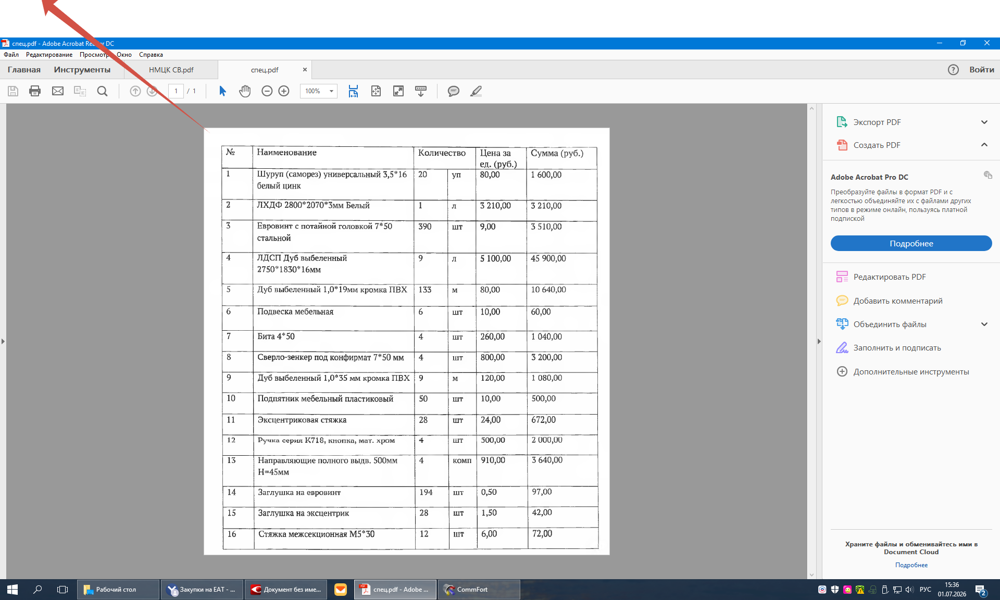 спец.pdf - Adobe Acrobat Reader DC
Файл Редактирование Просмотр Окно Справка
Главная Инструменты НМЦК СВ.pdf спец.pdf Войти
1 / 1 100%
№ Наименование Количество Цена за ед. (руб.) Сумма (руб.)
1 Шуруп (саморез) универсальный 3,5*16 белый цинк 20 уп 80,00 1 600,00
2 ЛХДФ 2800*2070*3мм Белый 1 л 3 210,00 3 210,00
3 Евровинт с потайной головкой 7*50 стальной 390 шт 9,00 3 510,00
4 ЛДСП Дуб выбеленный 2750*1830*16мм 9 л 5 100,00 45 900,00
5 Дуб выбеленный 1,0*19мм кромка ПВХ 133 м 80,00 10 640,00
6 Подвеска мебельная 6 шт 10,00 60,00
7 Бита 4*50 4 шт 260,00 1 040,00
8 Сверло-зенкер под конфирмат 7*50 мм 4 шт 800,00 3 200,00
9 Дуб выбеленный 1,0*35 мм кромка ПВХ 9 м 120,00 1 080,00
10 Подпятник мебельный пластиковый 50 шт 10,00 500,00
11 Эксцентриковая стяжка 28 шт 24,00 672,00
12 Ручка серия К718, кнопка, мат. хром 4 шт 500,00 2 000,00
13 Направляющие полного выдв. 500мм Н=45мм 4 комп 910,00 3 640,00
14 Заглушка на евровинт 194 шт 0,50 97,00
15 Заглушка на эксцентрик 28 шт 1,50 42,00
16 Стяжка межсекционная М5*30 12 шт 6,00 72,00
Экспорт PDF
Создать PDF
Adobe Acrobat Pro DC
Преобразуйте файлы в формат PDF и с
легкостью объединяйте их с файлами других
типов в режиме онлайн, пользуясь платной
подпиской
Подробнее
Редактировать PDF
Добавить комментарий
Объединить файлы
Заполнить и подписать
Дополнительные инструменты
Храните файлы и обменивайтесь ими в
Document Cloud
Подробнее
Рабочий стол Закупки на ЕАТ - ... Документ без име... спец.pdf - Adobe ... CommFort РУС 15:36
01.07.2026 2